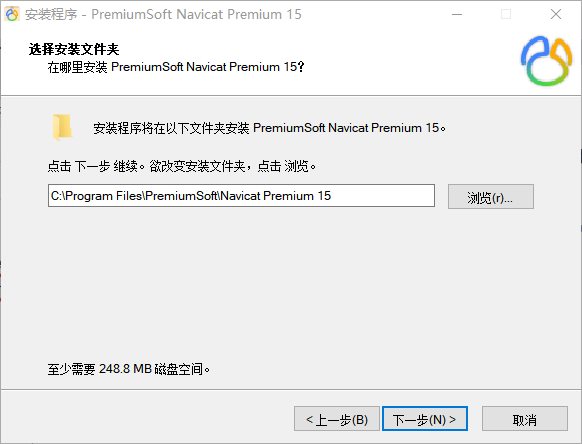 安装程序 - PremiumSoft Navicat Premium 15
选择安装文件夹
在哪里安装 PremiumSoft Navicat Premium 15?
安装程序将在以下文件夹安装 PremiumSoft Navicat Premium 15。
点击 下一步 继续。欲改变安装文件夹，点击 浏览。
C:\Program Files\PremiumSoft\Navicat Premium 15
浏览(r)...
至少需要 248.8 MB 磁盘空间。
< 上一步(B)
下一步(N) >
取消